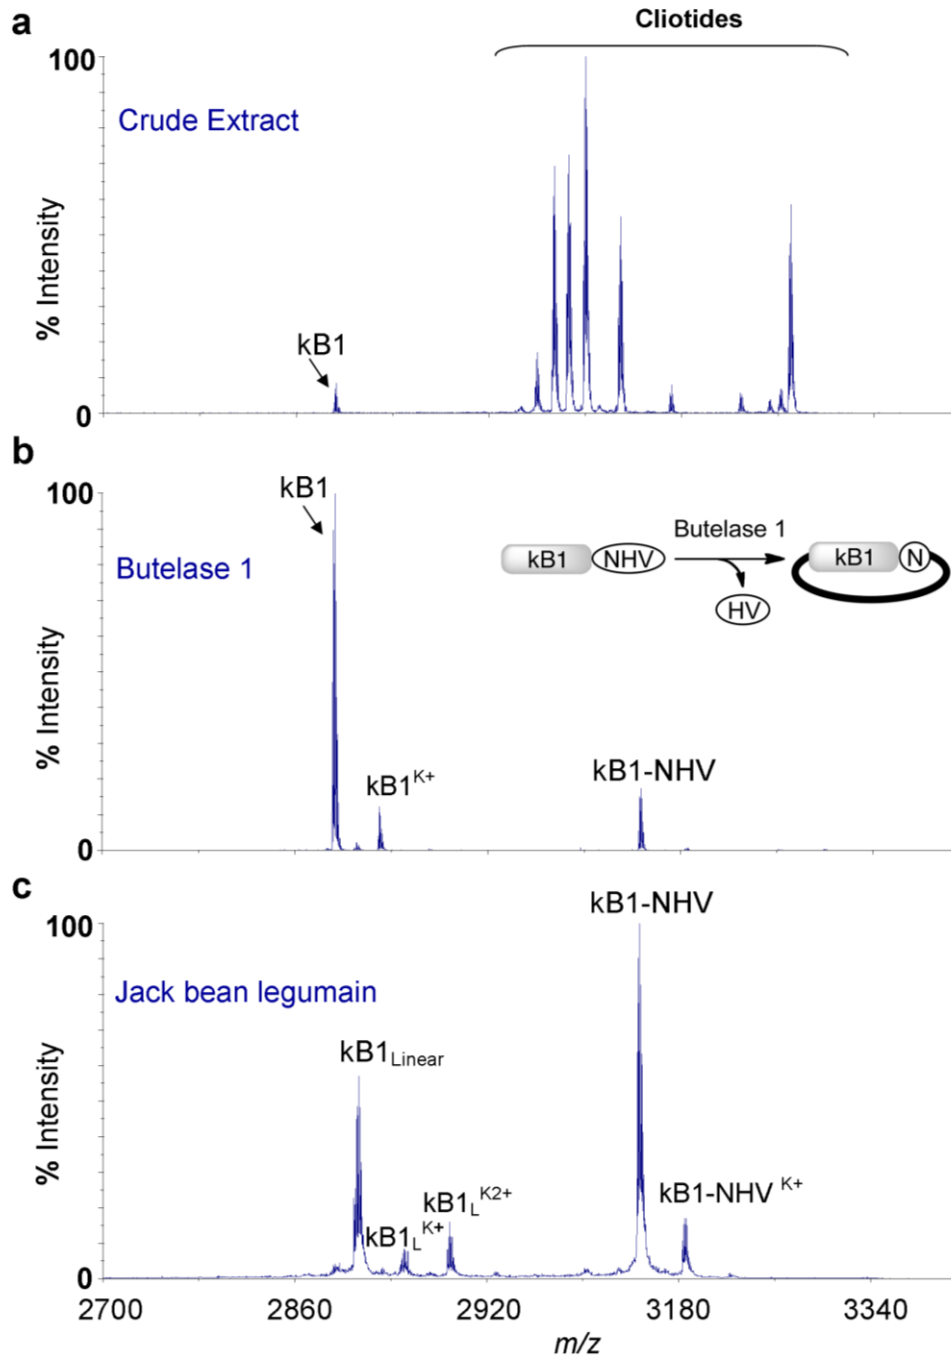 a
Cliotides
100
Crude Extract
% Intensity
kB1
0
b
100
kB1
Butelase 1
Butelase 1
kB1 NHV
kB1 N
HV
% Intensity
kB1-NHV
kB1K+
0
c
kB1-NHV
100
Jack bean legumain
kB1Linear
% Intensity
kB1LK2+
kB1-NHV K+
kB1LK+
0
2700 2860 2920 3180 3340
m/z